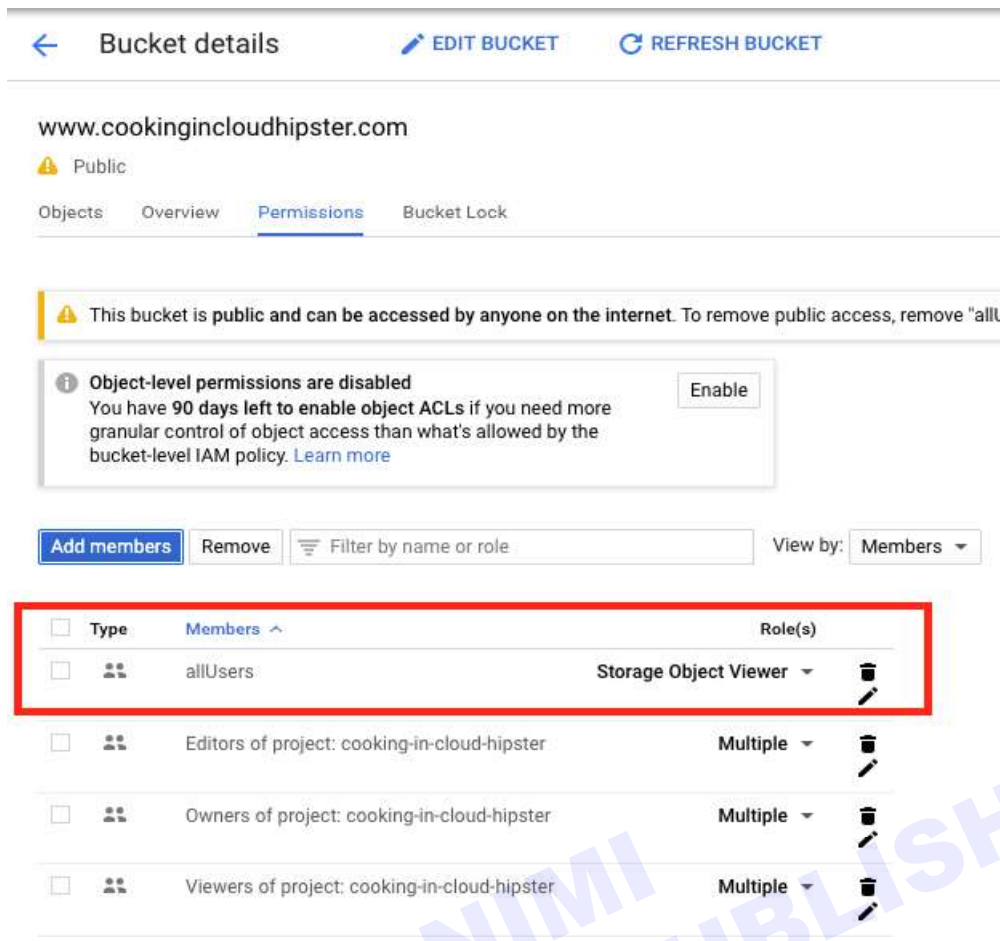 Bucket details EDIT BUCKET REFRESH BUCKET
www.cookingincloudhipster.com
Public
Objects Overview Permissions Bucket Lock
This bucket is public and can be accessed by anyone on the internet. To remove public access, remove "allU
Object-level permissions are disabled
Enable
You have 90 days left to enable object ACLs if you need more
granular control of object access than what's allowed by the
bucket-level IAM policy. Learn more
Add members Remove Filter by name or role View by: Members
Type Members Role(s)
allUsers Storage Object Viewer
Editors of project: cooking-in-cloud-hipster Multiple
Owners of project: cooking-in-cloud-hipster Multiple
Viewers of project: cooking-in-cloud-hipster Multiple